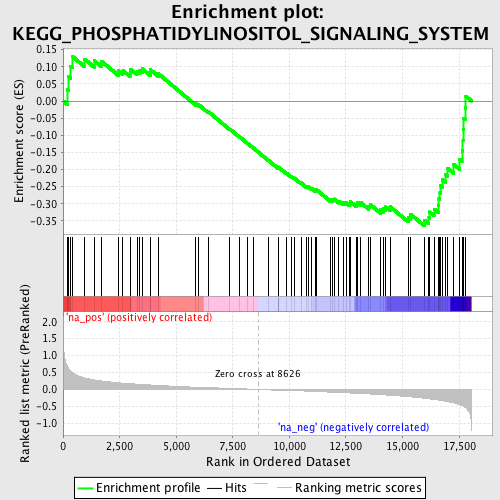 Enrichment plot:
KEGG_PHOSPHATIDYLINOSITOL_SIGNALING_SYSTEM
Enrichment score (ES)
0.15
0.10
0.05
0.00
-0.05
-0.10
-0.15
-0.20
-0.25
-0.30
-0.35
'na_pos' (positively correlated)
Ranked list metric (PreRanked)
2.0
1.5
1.0
0.5
0.0
-0.5
-1.0
Zero cross at 8626
'na_neg' (negatively correlated)
0
2,500
5,000
7,500
10,000
12,500
15,000
17,500
Rank in Ordered Dataset
Enrichment profile
Hits
Ranking metric scores